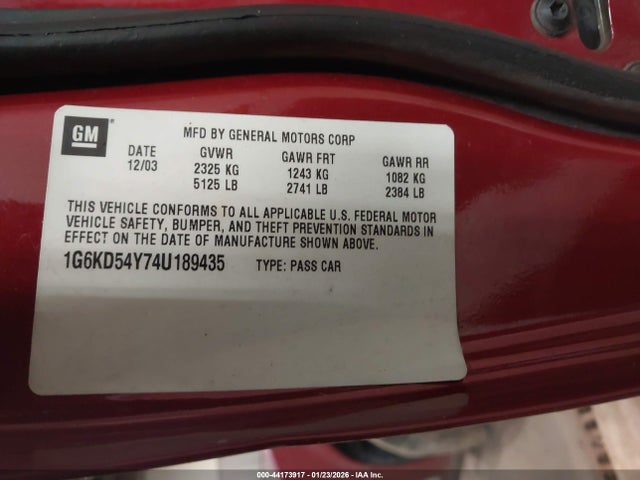 GM
MFD BY GENERAL MOTORS CORP
DATE GVWR GAWR FRT GAWR RR
12/03 2325 KG 1243 KG 1082 KG
5125 LB 2741 LB 2384 LB
THIS VEHICLE CONFORMS TO ALL APPLICABLE U.S. FEDERAL MOTOR
VEHICLE SAFETY, BUMPER, AND THEFT PREVENTION STANDARDS IN
EFFECT ON THE DATE OF MANUFACTURE SHOWN ABOVE.
1G6KD54Y74U189435 TYPE: PASS CAR
000-44173917 - 01/23/2026 - IAA Inc.